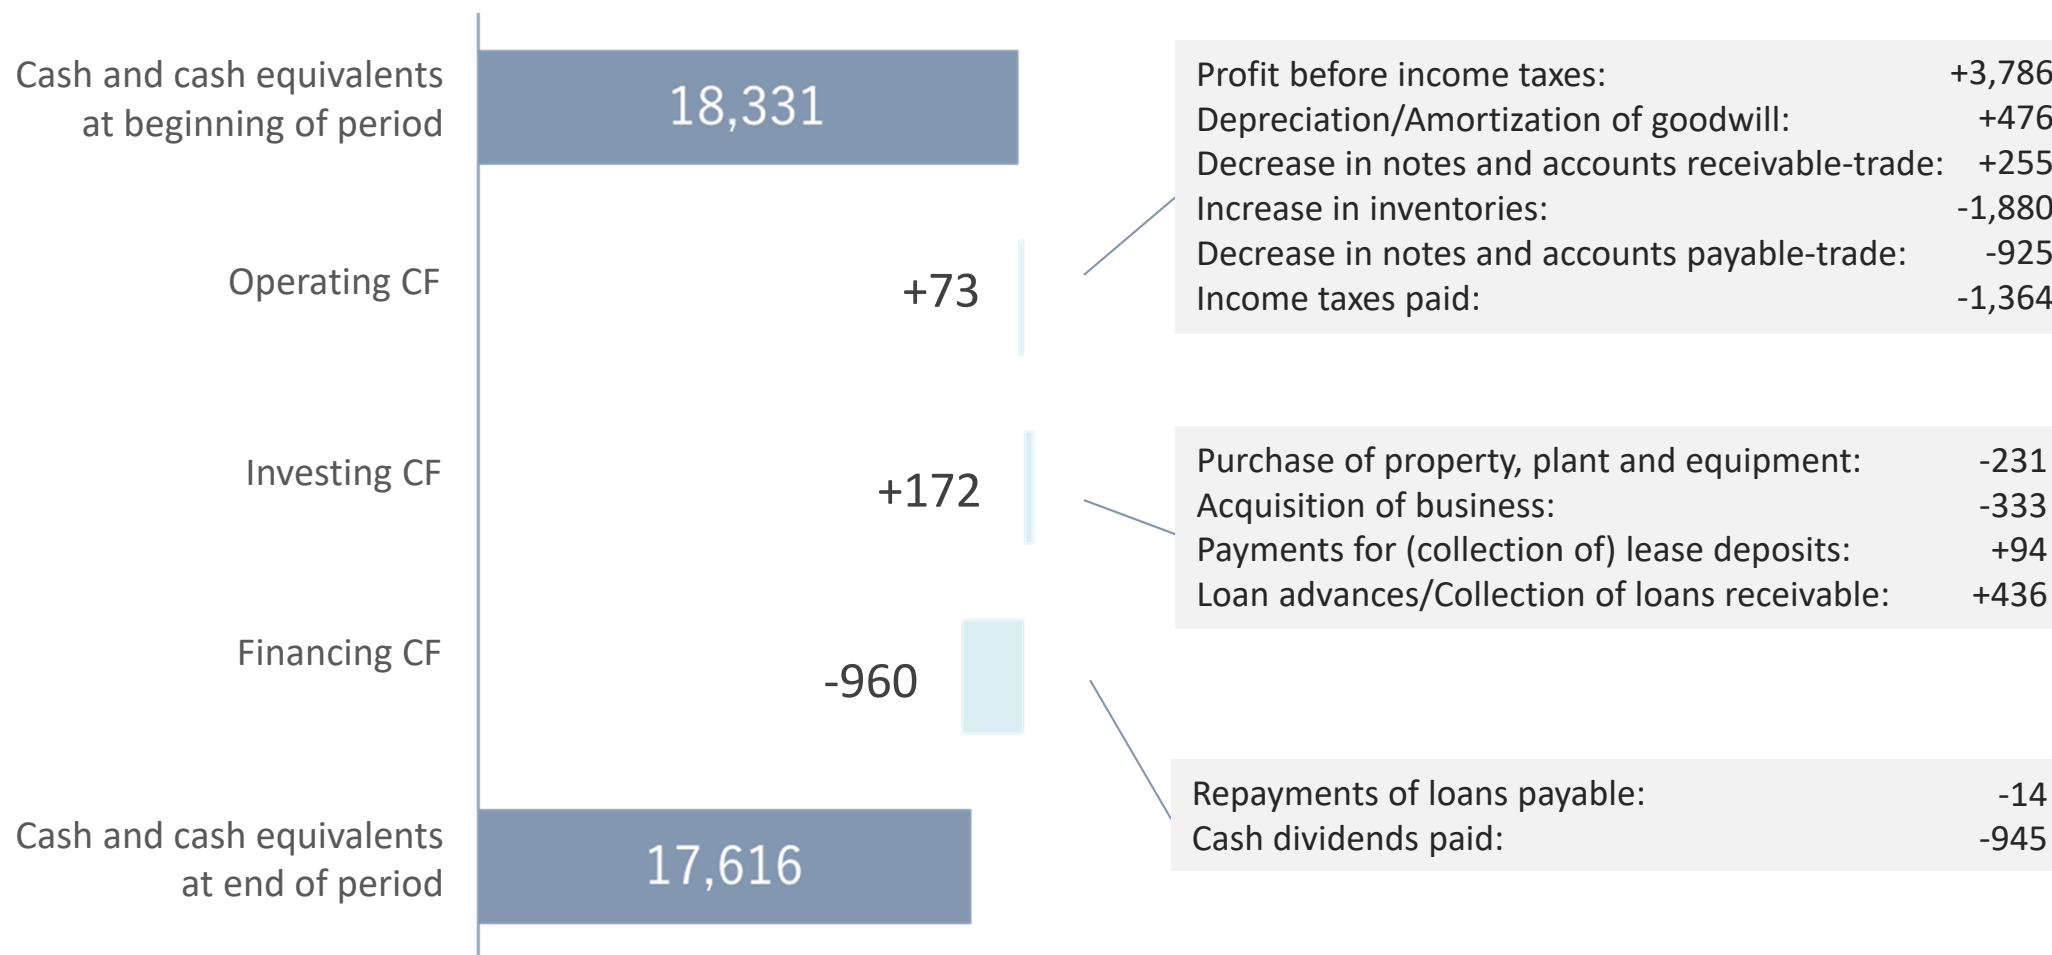 Cash and cash equivalents
at beginning of period
18,331
Profit before income taxes: +3,786
Depreciation/Amortization of goodwill: +476
Decrease in notes and accounts receivable-trade: +255
Increase in inventories: -1,880
Decrease in notes and accounts payable-trade: -925
Income taxes paid: -1,364
Operating CF
+73
Investing CF
+172
Purchase of property, plant and equipment: -231
Acquisition of business: -333
Payments for (collection of) lease deposits: +94
Loan advances/Collection of loans receivable: +436
Financing CF
-960
Repayments of loans payable: -14
Cash dividends paid: -945
Cash and cash equivalents
at end of period
17,616